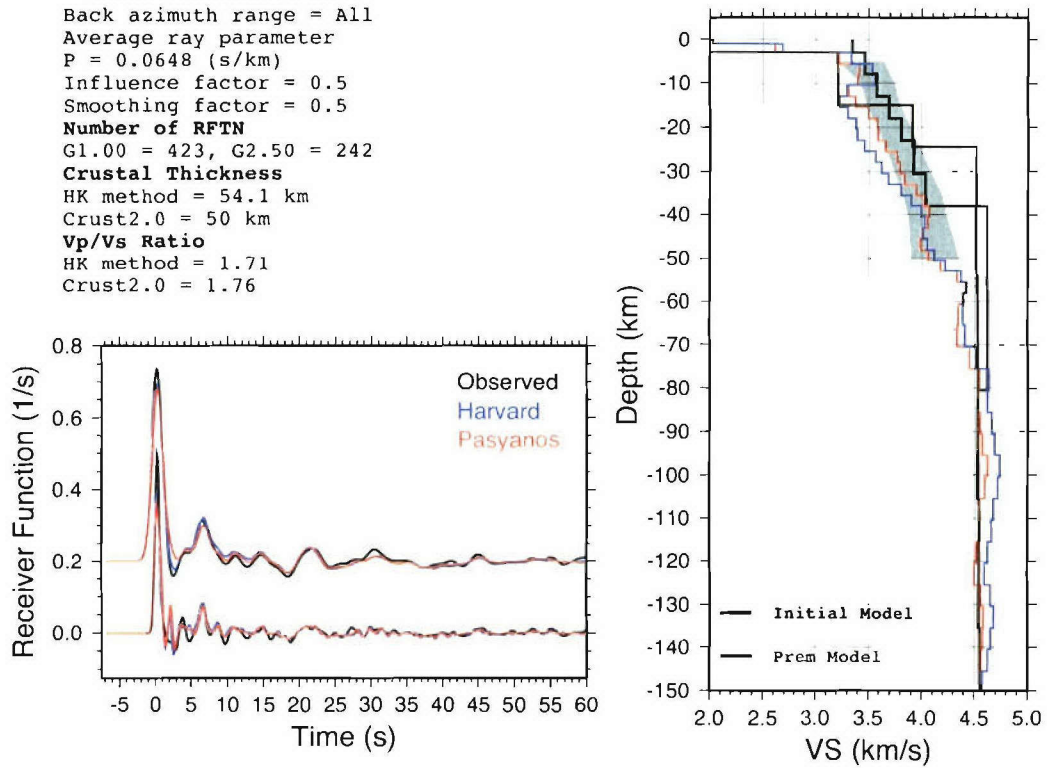 Back azimuth range = All
Average ray parameter
P = 0.0648 (s/km)
Influence factor = 0.5
Smoothing factor = 0.5
Number of RFTN
G1.00 = 423, G2.50 = 242
Crustal Thickness
HK method = 54.1 km
Crust2.0 = 50 km
Vp/Vs Ratio
HK method = 1.71
Crust2.0 = 1.76
Receiver Function (1/s)
0.8
0.6
0.4
0.2
0.0
Observed
Harvard
Pasyanos
-5 0 5 10 15 20 25 30 35 40 45 50 55 60
Time (s)
Depth (km)
0
-10
-20
-30
-40
-50
-60
-70
-80
-90
-100
-110
-120
-130
-140
-150
Initial Model
Prem Model
2.0 2.5 3.0 3.5 4.0 4.5 5.0
VS (km/s)